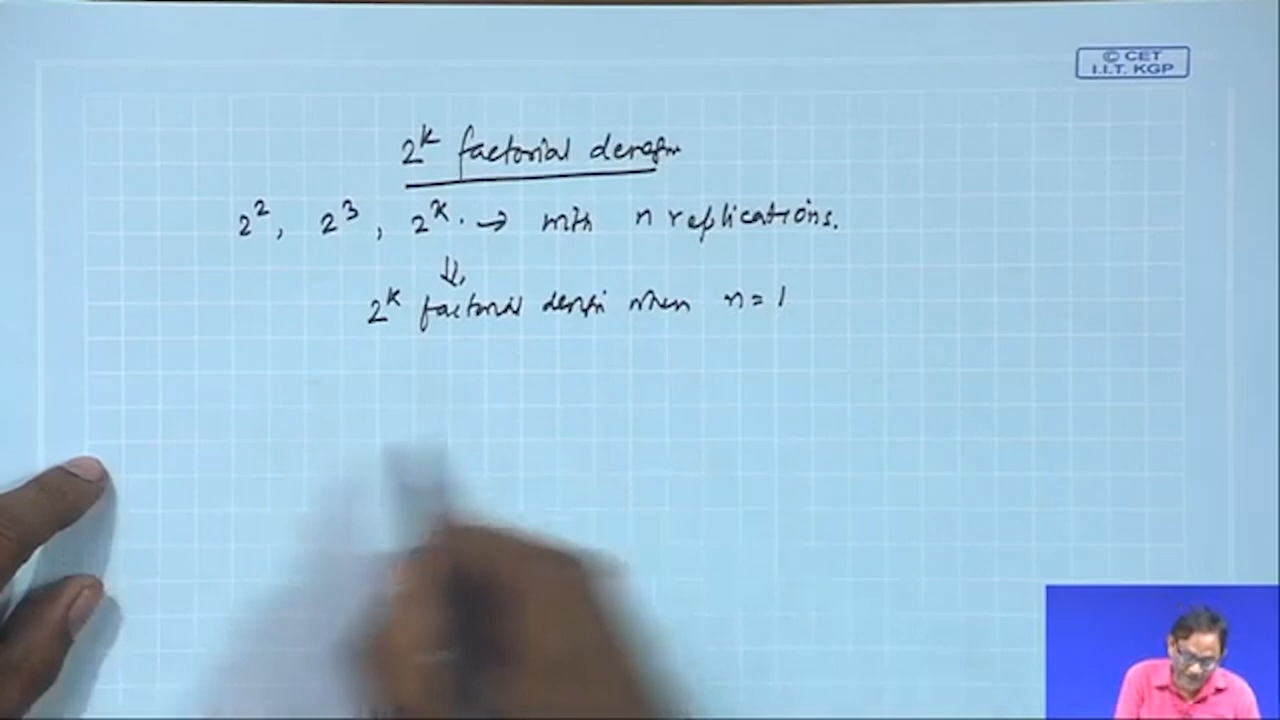 © CET
I.I.T. KGP
2^k factorial design
2^2, 2^3, 2^k. → with n replications.
⇓
2^k factorial design when n = 1